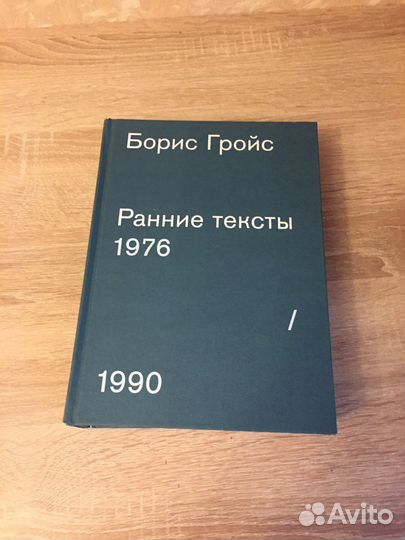 Борис Гройс
Ранние тексты
1976
/
1990
Avito